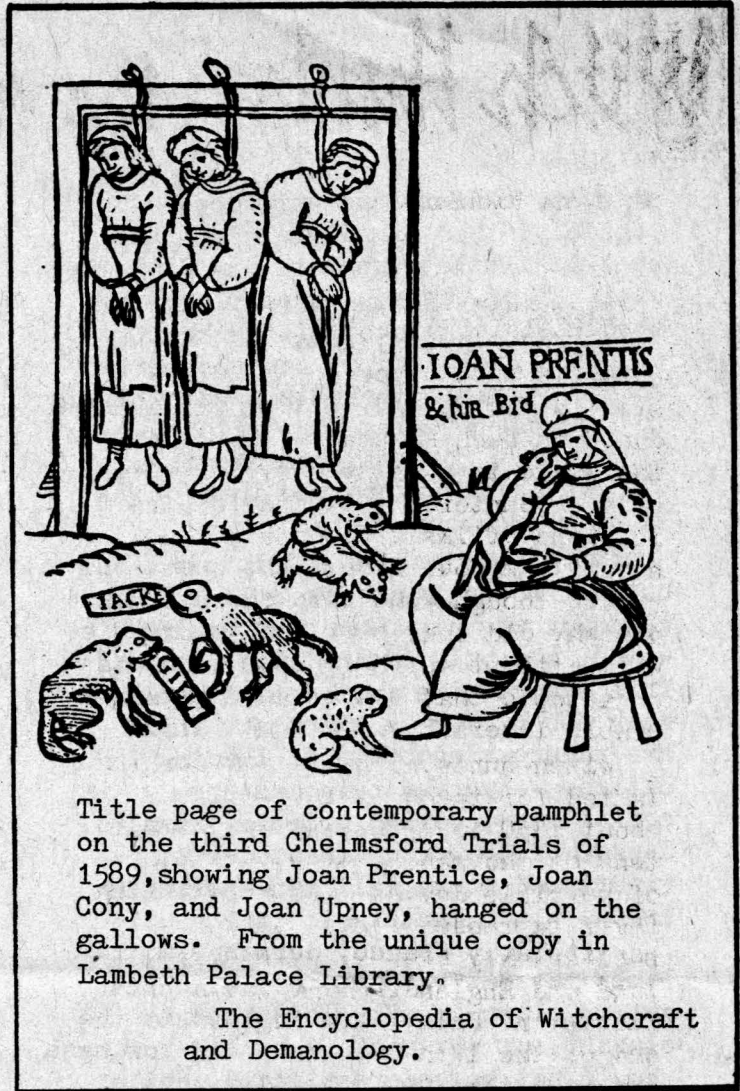 IOAN PRENTIS
& hir Bid
IACKE
GILL
Title page of contemporary pamphlet
on the third Chelmsford Trials of
1589,showing Joan Prentice, Joan
Cony, and Joan Upney, hanged on the
gallows. From the unique copy in
Lambeth Palace Library.
The Encyclopedia of Witchcraft
and Demanology.